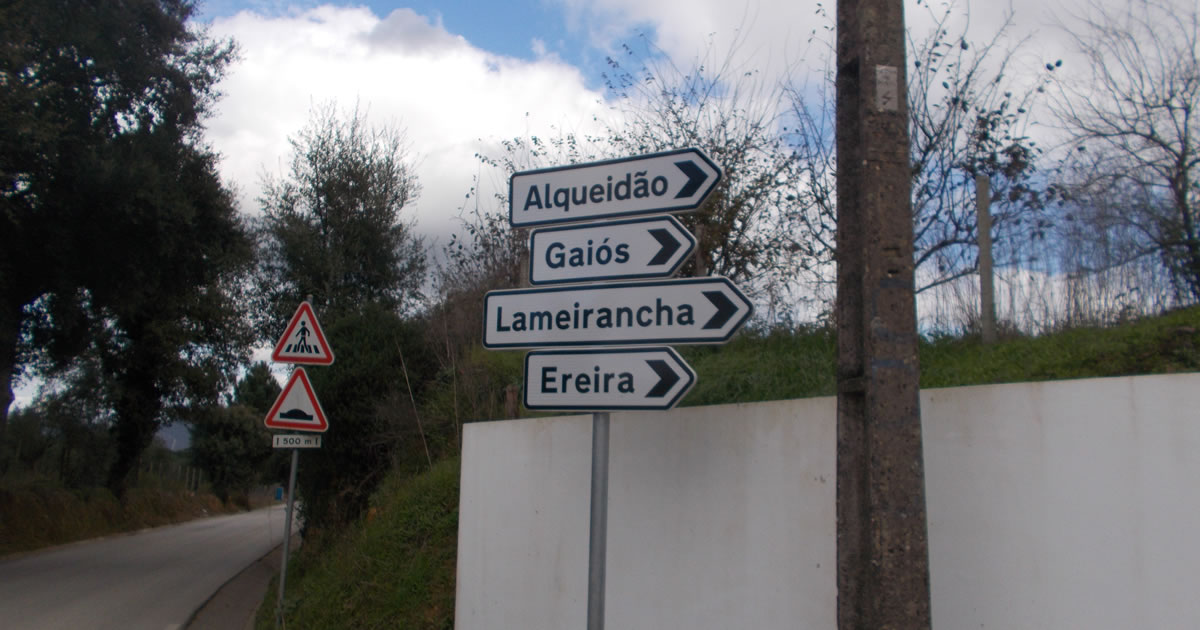 Alqueidão
Gaiós
Lameirancha
Ereira
500 m